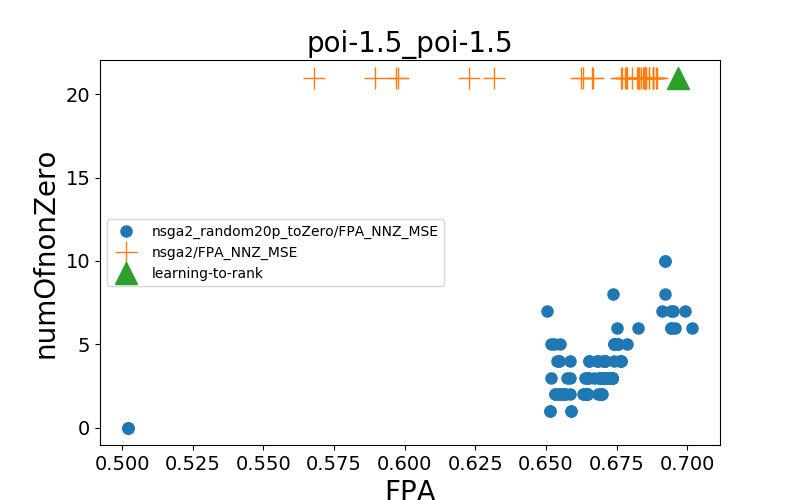 poi-1.5_poi-1.5
numOfnonZero
20
15
10
5
0
nsga2_random20p_toZero/FPA_NNZ_MSE
nsga2/FPA_NNZ_MSE
learning-to-rank
0.500 0.525 0.550 0.575 0.600 0.625 0.650 0.675 0.700
FPA